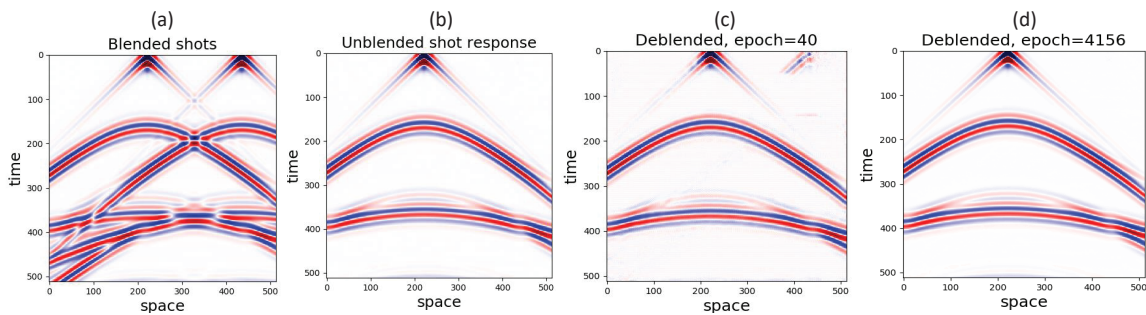 (a) (b) (c) (d)
Blended shots Unblended shot response Deblended, epoch=40 Deblended, epoch=4156
0 0 0 0
100 100 100 100
200 200 200 200
time time time time
300 300 300 300
400 400 400 400
500 500 500 500
0 100 200 300 400 500 0 100 200 300 400 500 0 100 200 300 400 500 0 100 200 300 400 500
space space space space